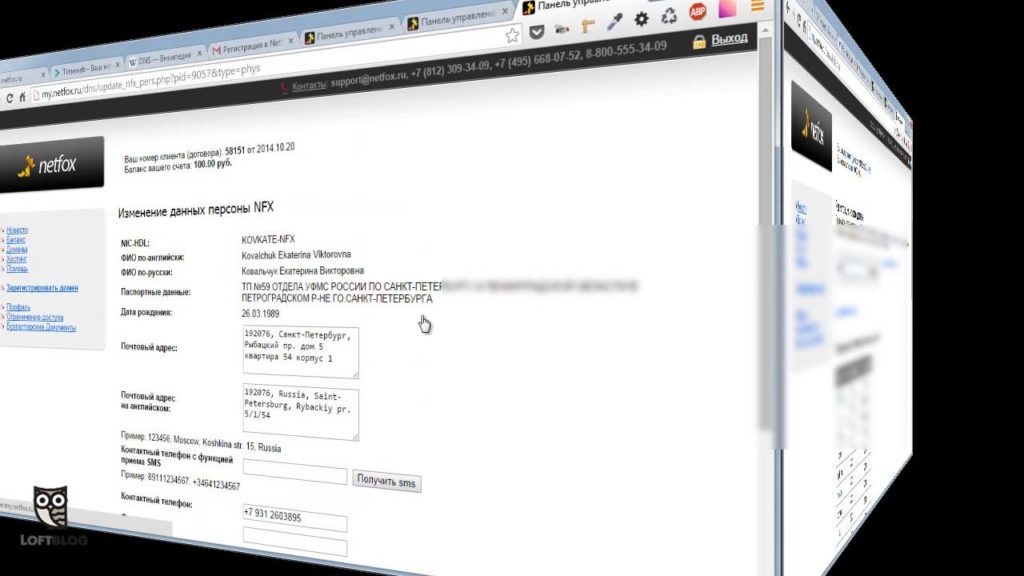 Панель управлен
Панель управлен
Панель управлен
Регистрация в Net
DNS — Википедия
Timeweb - Ваш
netfox.ru
my.netfox.ru/dns/update_nfx_pers.php?pid=9057&type=phys
Контакты: support@netfox.ru, +7 (812) 309-34-09, +7 (495) 668-07-52, 8-800-555-34-09
Выход
ABP
netfox
Ваш номер клиента (договора): 58151 от 2014.10.20
Баланс вашего счета: 100.00 руб.
Новости
Баланс
Домены
Хостинг
Помощь
Зарегистрировать домен
Профиль
Ограничение доступа
Бухгалтерские Документы
Изменение данных персоны NFX
NIC-HDL: KOVKATE-NFX
ФИО по-английски: Kovalchuk Ekaterina Viktorovna
ФИО по-русски: Ковальчук Екатерина Викторовна
Паспортные данные: ТП №59 ОТДЕЛА УФМС РОССИИ ПО САНКТ-ПЕТЕР
ПЕТРОГРАДСКОМ Р-НЕ ГО.САНКТ-ПЕТЕРБУРГА
Дата рождения: 26.03.1989
Почтовый адрес:
192076, Санкт-Петербург,
Рыбацкий пр. дом 5
квартира 54 корпус 1
Почтовый адрес
на английском:
192076, Russia, Saint-
Petersburg, Rybackiy pr.
5/1/54
Пример: 123456, Moscow, Koshkina str. 15, Russia
Контактный телефон с функцией
приема SMS
Получить sms
Пример: 89111234567, +34641234567
Контактный телефон:
+7 931 2603895
my.netfox.ru
LOFTBLOG
netfox